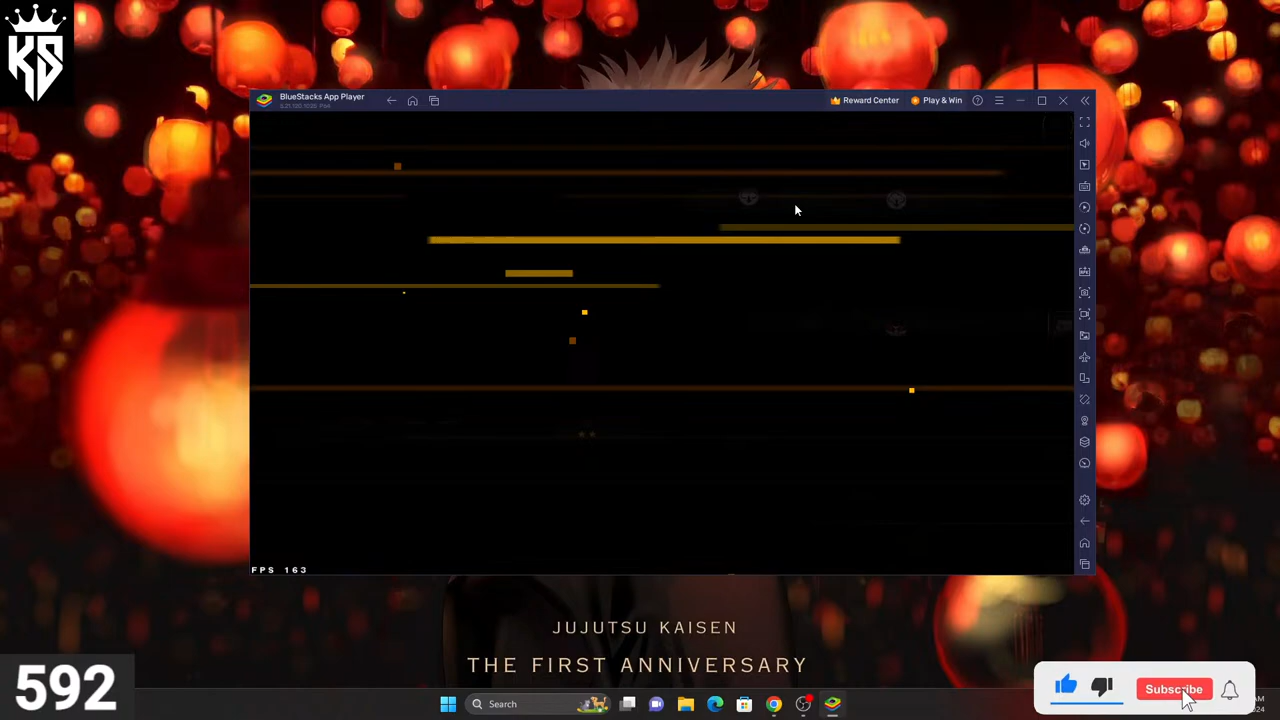 KS
BlueStacks App Player
Reward Center
Play & Win
FPS 163
JUJUTSU KAISEN
THE FIRST ANNIVERSARY
592
Search
Subscribe